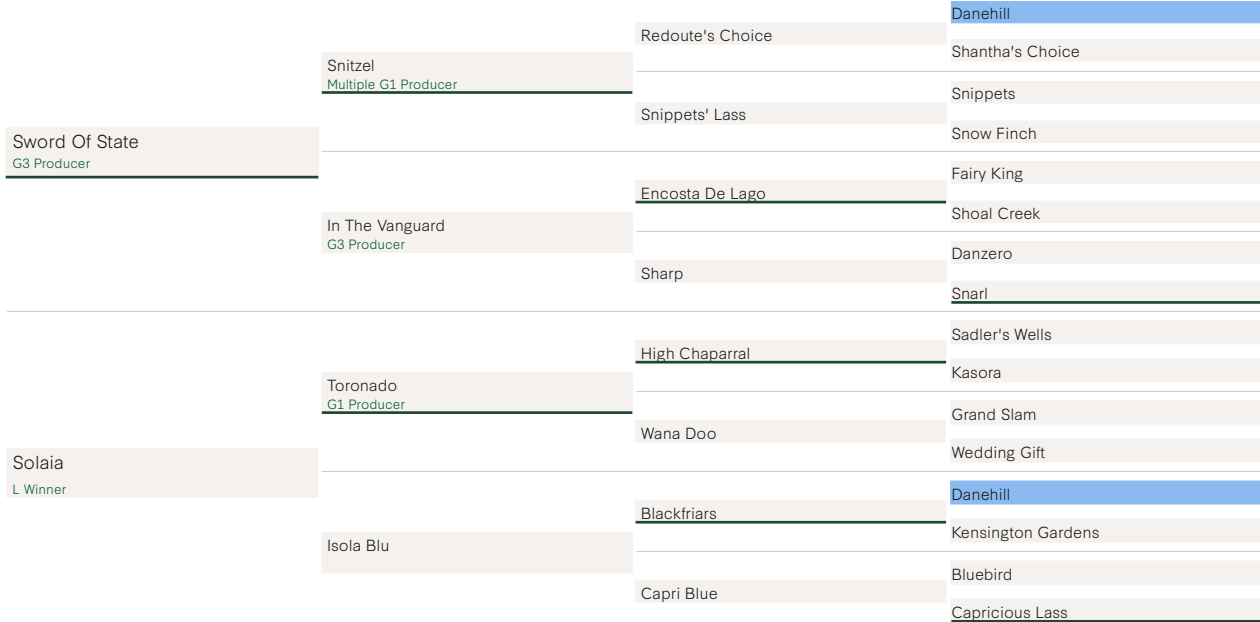 Sword Of State
G3 Producer
Solaia
L Winner
Snitzel
Multiple G1 Producer
In The Vanguard
G3 Producer
Toronado
G1 Producer
Isola Blu
Redoute's Choice
Snippets' Lass
Encosta De Lago
Sharp
High Chaparral
Wana Doo
Blackfriars
Capri Blue
Danehill
Shantha's Choice
Snippets
Snow Finch
Fairy King
Shoal Creek
Danzero
Snarl
Sadler's Wells
Kasora
Grand Slam
Wedding Gift
Danehill
Kensington Gardens
Bluebird
Capricious Lass